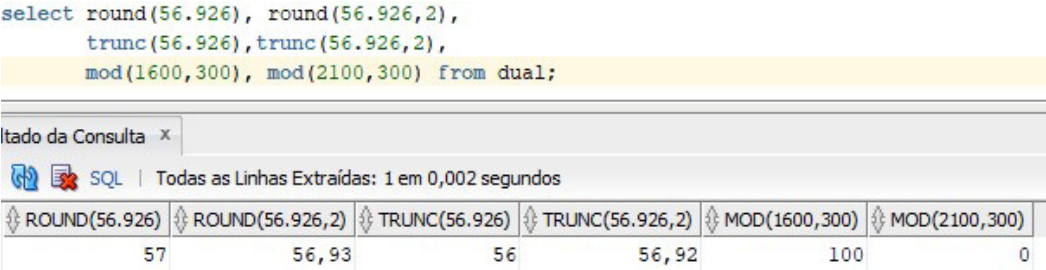 select round(56.926), round(56.926,2),
trunc(56.926),trunc(56.926,2),
mod(1600,300), mod(2100,300) from dual;
ltado da Consulta x
SQL | Todas as Linhas Extraídas: 1 em 0,002 segundos
ROUND(56.926) ROUND(56.926,2) TRUNC(56.926) TRUNC(56.926,2) MOD(1600,300) MOD(2100,300)
57 56,93 56 56,92 100 0